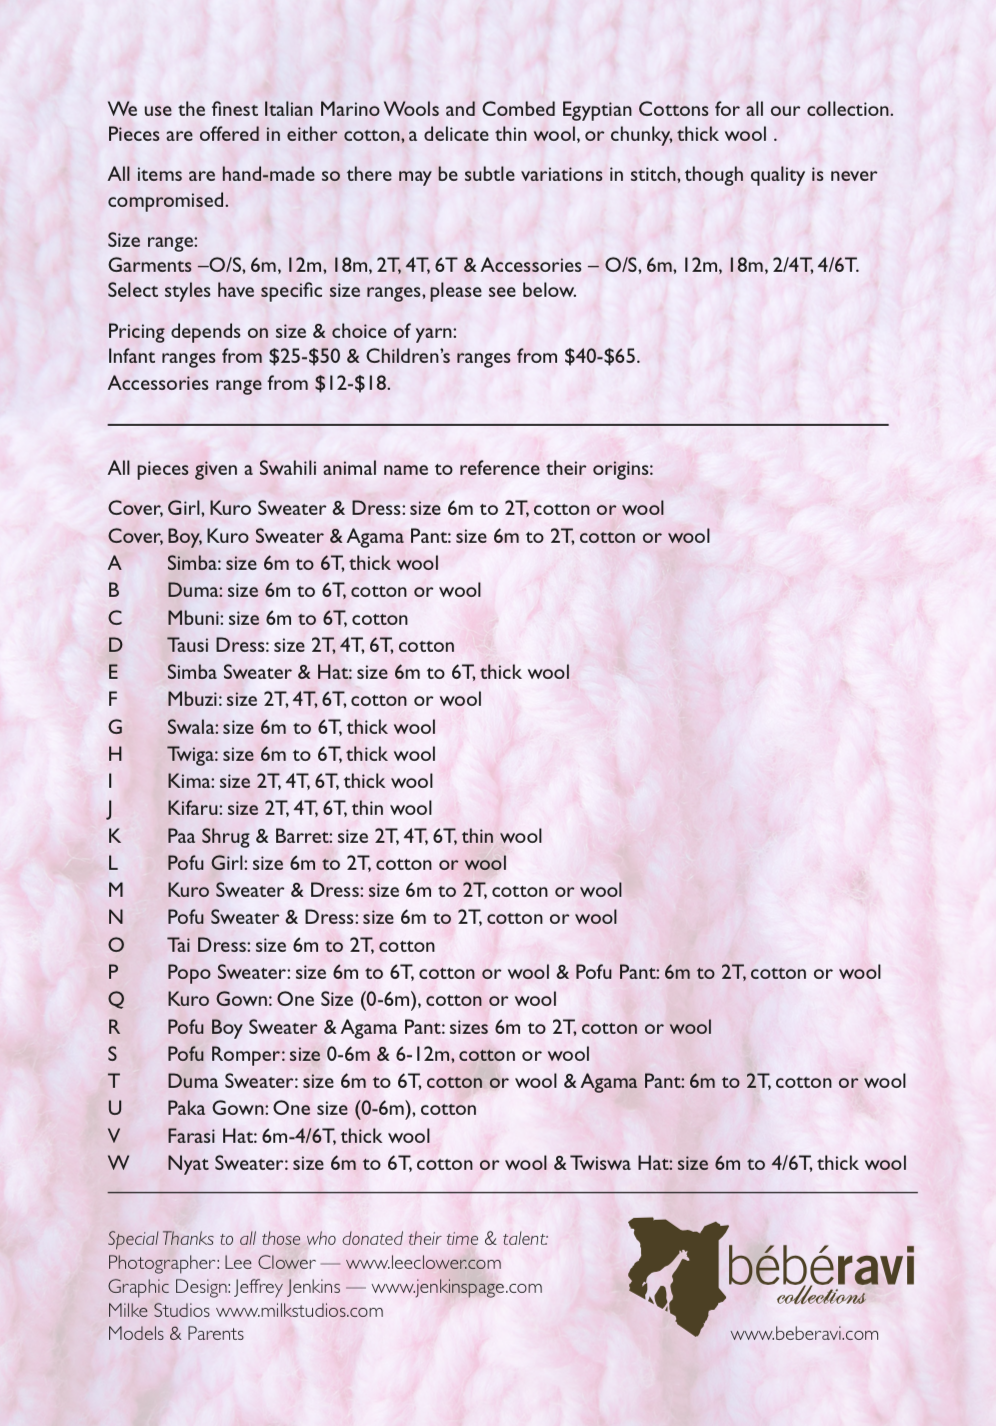 We use the finest Italian Marino Wools and Combed Egyptian Cottons for all our collection.
Pieces are offered in either cotton, a delicate thin wool, or chunky, thick wool .
All items are hand-made so there may be subtle variations in stitch, though quality is never
compromised.
Size range:
Garments –O/S, 6m, 12m, 18m, 2T, 4T, 6T & Accessories – O/S, 6m, 12m, 18m, 2/4T, 4/6T.
Select styles have specific size ranges, please see below.
Pricing depends on size & choice of yarn:
Infant ranges from $25-$50 & Children's ranges from $40-$65.
Accessories range from $12-$18.
All pieces given a Swahili animal name to reference their origins:
Cover, Girl, Kuro Sweater & Dress: size 6m to 2T, cotton or wool
Cover, Boy, Kuro Sweater & Agama Pant: size 6m to 2T, cotton or wool
A Simba: size 6m to 6T, thick wool
B Duma: size 6m to 6T, cotton or wool
C Mbuni: size 6m to 6T, cotton
D Tausi Dress: size 2T, 4T, 6T, cotton
E Simba Sweater & Hat: size 6m to 6T, thick wool
F Mbuzi: size 2T, 4T, 6T, cotton or wool
G Swala: size 6m to 6T, thick wool
H Twiga: size 6m to 6T, thick wool
I Kima: size 2T, 4T, 6T, thick wool
J Kifaru: size 2T, 4T, 6T, thin wool
K Paa Shrug & Barret: size 2T, 4T, 6T, thin wool
L Pofu Girl: size 6m to 2T, cotton or wool
M Kuro Sweater & Dress: size 6m to 2T, cotton or wool
N Pofu Sweater & Dress: size 6m to 2T, cotton or wool
O Tai Dress: size 6m to 2T, cotton
P Popo Sweater: size 6m to 6T, cotton or wool & Pofu Pant: 6m to 2T, cotton or wool
Q Kuro Gown: One Size (0-6m), cotton or wool
R Pofu Boy Sweater & Agama Pant: sizes 6m to 2T, cotton or wool
S Pofu Romper: size 0-6m & 6-12m, cotton or wool
T Duma Sweater: size 6m to 6T, cotton or wool & Agama Pant: 6m to 2T, cotton or wool
U Paka Gown: One size (0-6m), cotton
V Farasi Hat: 6m-4/6T, thick wool
W Nyat Sweater: size 6m to 6T, cotton or wool & Twiswa Hat: size 6m to 4/6T, thick wool
Special Thanks to all those who donated their time & talent:
Photographer: Lee Clower — www.leeclower.com
Graphic Design: Jeffrey Jenkins — www.jenkinspage.com
Milke Studios www.milkstudios.com
Models & Parents
bébéravi
collections
www.beberavi.com